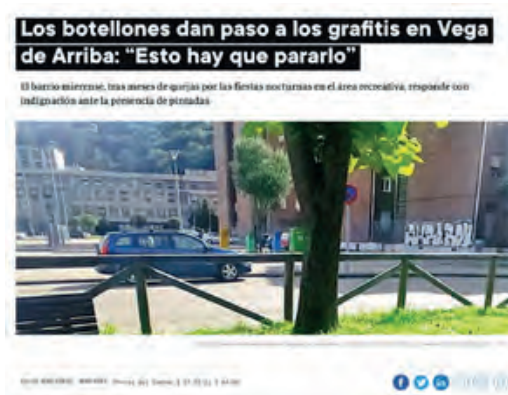 Los botellones dan paso a los grafitis en Vega
de Arriba: “Esto hay que pararlo”
El barrio mierense, tras meses de quejas por las fiestas nocturnas en el área recreativa, responde con
indignación ante la presencia de pintadas